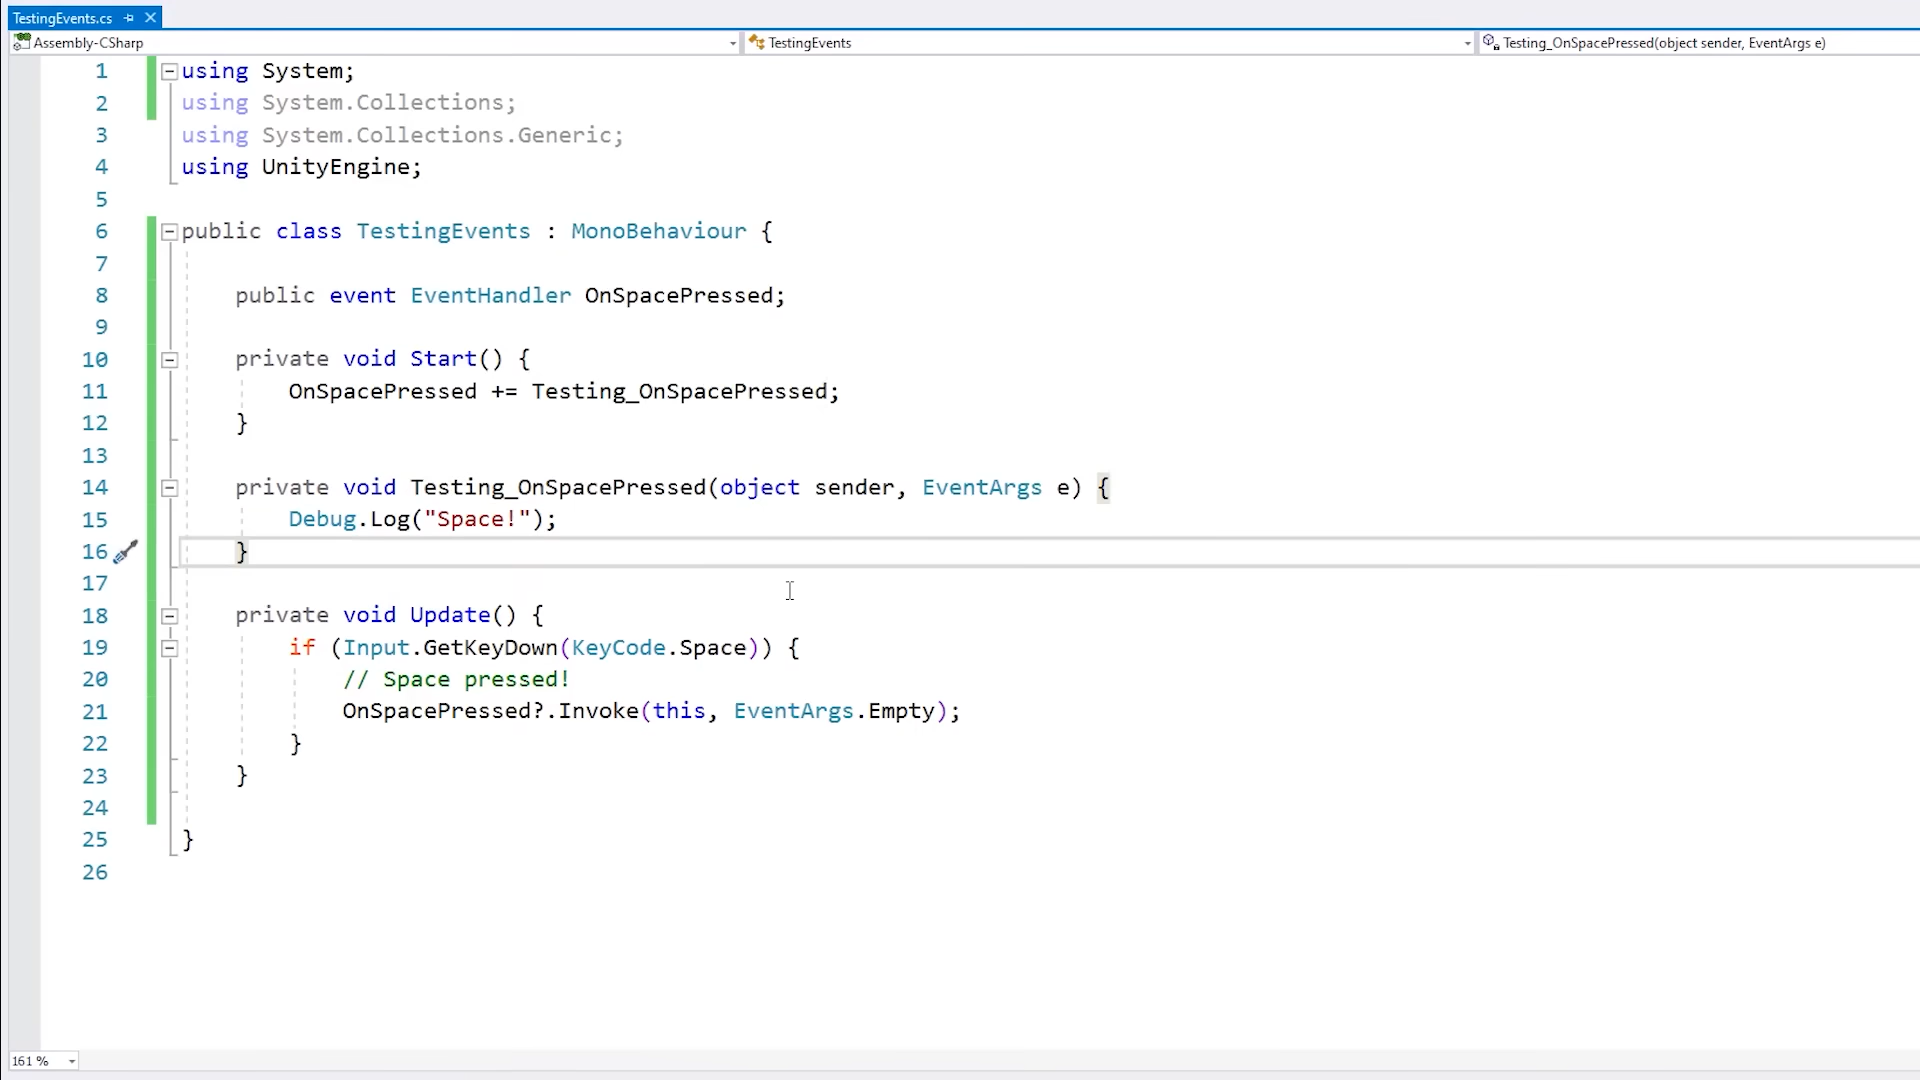 TestingEvents.cs
Assembly-CSharp TestingEvents Testing_OnSpacePressed(object sender, EventArgs e)
1 using System;
2 using System.Collections;
3 using System.Collections.Generic;
4 using UnityEngine;
5
6 public class TestingEvents : MonoBehaviour {
7
8 public event EventHandler OnSpacePressed;
9
10 private void Start() {
11 OnSpacePressed += Testing_OnSpacePressed;
12 }
13
14 private void Testing_OnSpacePressed(object sender, EventArgs e) {
15 Debug.Log("Space!");
16 }
17
18 private void Update() {
19 if (Input.GetKeyDown(KeyCode.Space)) {
20 // Space pressed!
21 OnSpacePressed?.Invoke(this, EventArgs.Empty);
22 }
23 }
24
25 }
26
161 %